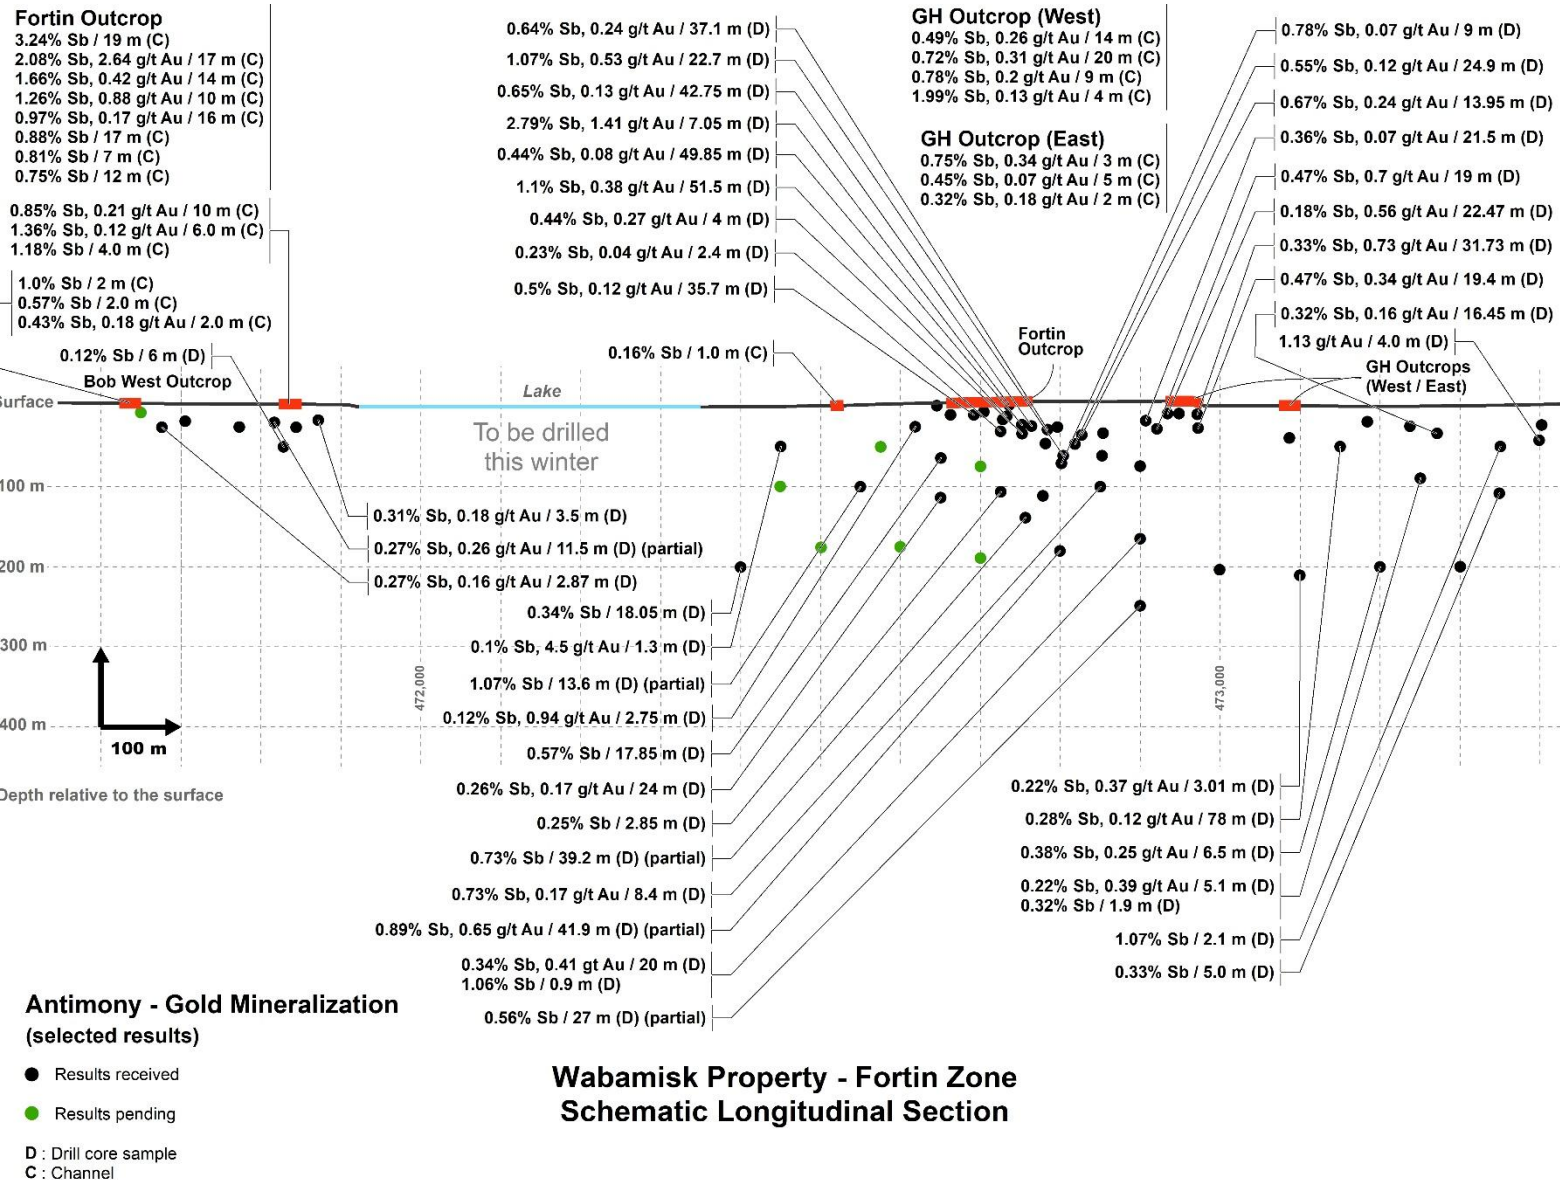 Fortin Outcrop
3.24% Sb / 19 m (C)
2.08% Sb, 2.64 g/t Au / 17 m (C)
1.66% Sb, 0.42 g/t Au / 14 m (C)
1.26% Sb, 0.88 g/t Au / 10 m (C)
0.97% Sb, 0.17 g/t Au / 16 m (C)
0.88% Sb / 17 m (C)
0.81% Sb / 7 m (C)
0.75% Sb / 12 m (C)
0.85% Sb, 0.21 g/t Au / 10 m (C)
1.36% Sb, 0.12 g/t Au / 6.0 m (C)
1.18% Sb / 4.0 m (C)
1.0% Sb / 2 m (C)
0.57% Sb / 2.0 m (C)
0.43% Sb, 0.18 g/t Au / 2.0 m (C)
0.12% Sb / 6 m (D)
Bob West Outcrop
0.64% Sb, 0.24 g/t Au / 37.1 m (D)
1.07% Sb, 0.53 g/t Au / 22.7 m (D)
0.65% Sb, 0.13 g/t Au / 42.75 m (D)
2.79% Sb, 1.41 g/t Au / 7.05 m (D)
0.44% Sb, 0.08 g/t Au / 49.85 m (D)
1.1% Sb, 0.38 g/t Au / 51.5 m (D)
0.44% Sb, 0.27 g/t Au / 4 m (D)
0.23% Sb, 0.04 g/t Au / 2.4 m (D)
0.5% Sb, 0.12 g/t Au / 35.7 m (D)
0.16% Sb / 1.0 m (C)
GH Outcrop (West)
0.49% Sb, 0.26 g/t Au / 14 m (C)
0.72% Sb, 0.31 g/t Au / 20 m (C)
0.78% Sb, 0.2 g/t Au / 9 m (C)
1.99% Sb, 0.13 g/t Au / 4 m (C)
GH Outcrop (East)
0.75% Sb, 0.34 g/t Au / 3 m (C)
0.45% Sb, 0.07 g/t Au / 5 m (C)
0.32% Sb, 0.18 g/t Au / 2 m (C)
Fortin
Outcrop
0.78% Sb, 0.07 g/t Au / 9 m (D)
0.55% Sb, 0.12 g/t Au / 24.9 m (D)
0.67% Sb, 0.24 g/t Au / 13.95 m (D)
0.36% Sb, 0.07 g/t Au / 21.5 m (D)
0.47% Sb, 0.7 g/t Au / 19 m (D)
0.18% Sb, 0.56 g/t Au / 22.47 m (D)
0.33% Sb, 0.73 g/t Au / 31.73 m (D)
0.47% Sb, 0.34 g/t Au / 19.4 m (D)
0.32% Sb, 0.16 g/t Au / 16.45 m (D)
1.13 g/t Au / 4.0 m (D)
GH Outcrops
(West / East)
Surface
Lake
To be drilled
this winter
100 m
200 m
300 m
400 m
0.31% Sb, 0.18 g/t Au / 3.5 m (D)
0.27% Sb, 0.26 g/t Au / 11.5 m (D) (partial)
0.27% Sb, 0.16 g/t Au / 2.87 m (D)
472,000
473,000
100 m
Depth relative to the surface
0.34% Sb / 18.05 m (D)
0.1% Sb, 4.5 g/t Au / 1.3 m (D)
1.07% Sb / 13.6 m (D) (partial)
0.12% Sb, 0.94 g/t Au / 2.75 m (D)
0.57% Sb / 17.85 m (D)
0.26% Sb, 0.17 g/t Au / 24 m (D)
0.25% Sb / 2.85 m (D)
0.73% Sb / 39.2 m (D) (partial)
0.73% Sb, 0.17 g/t Au / 8.4 m (D)
0.89% Sb, 0.65 g/t Au / 41.9 m (D) (partial)
0.34% Sb, 0.41 gt Au / 20 m (D)
1.06% Sb / 0.9 m (D)
0.56% Sb / 27 m (D) (partial)
0.22% Sb, 0.37 g/t Au / 3.01 m (D)
0.28% Sb, 0.12 g/t Au / 78 m (D)
0.38% Sb, 0.25 g/t Au / 6.5 m (D)
0.22% Sb, 0.39 g/t Au / 5.1 m (D)
0.32% Sb / 1.9 m (D)
1.07% Sb / 2.1 m (D)
0.33% Sb / 5.0 m (D)
Antimony - Gold Mineralization
(selected results)
Results received
Results pending
D : Drill core sample
C : Channel
Wabamisk Property - Fortin Zone
Schematic Longitudinal Section